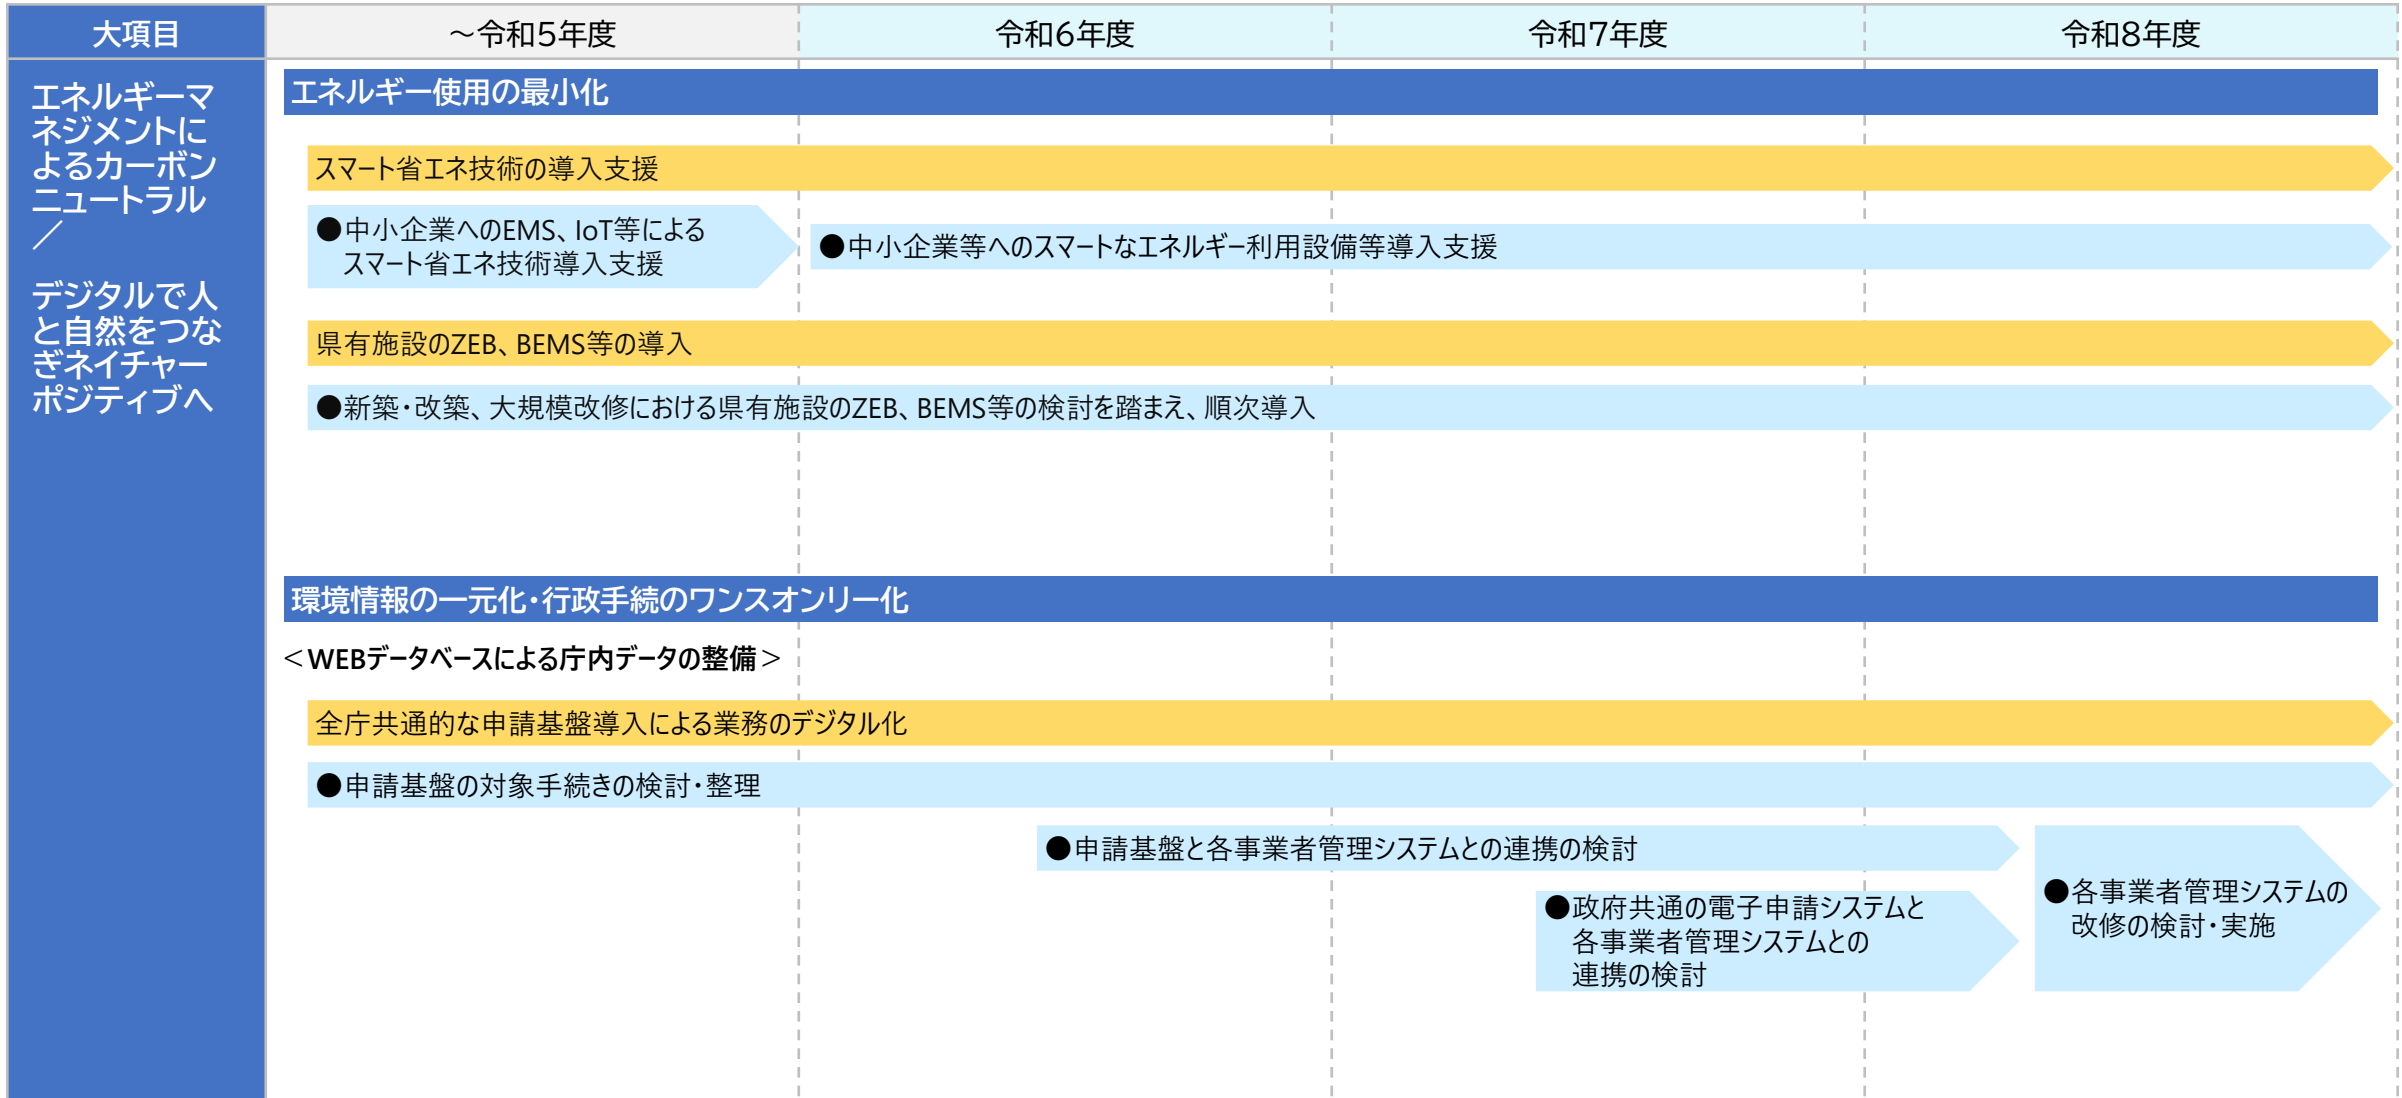 大項目
～令和5年度
令和6年度
令和7年度
令和8年度
エネルギーマ
ネジメントに
よるカーボン
ニュートラル
／
デジタルで人
と自然をつな
ぎネイチャー
ポジティブへ
エネルギー使用の最小化
スマート省エネ技術の導入支援
●中小企業へのEMS、IoT等による
スマート省エネ技術導入支援
●中小企業等へのスマートなエネルギー利用設備等導入支援
県有施設のZEB、BEMS等の導入
●新築・改築、大規模改修における県有施設のZEB、BEMS等の検討を踏まえ、順次導入
環境情報の一元化・行政手続のワンスオンリー化
＜WEBデータベースによる庁内データの整備＞
全庁共通的な申請基盤導入による業務のデジタル化
●申請基盤の対象手続きの検討・整理
●申請基盤と各事業者管理システムとの連携の検討
●政府共通の電子申請システムと
各事業者管理システムとの
連携の検討
●各事業者管理システムの
改修の検討・実施